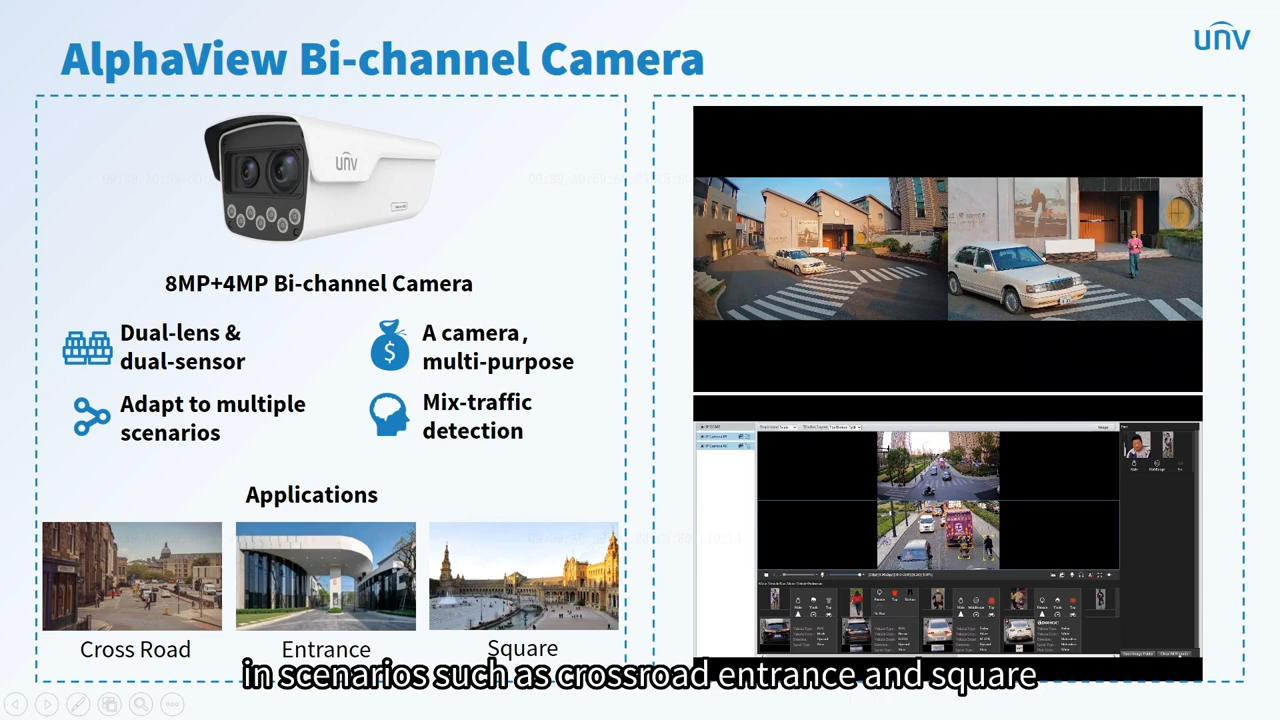 AlphaView Bi-channel Camera
unv
unv
8MP+4MP Bi-channel Camera
Dual-lens &
dual-sensor
A camera,
multi-purpose
Adapt to multiple
scenarios
Mix-traffic
detection
Applications
Cross Road
Entrance
Square
in scenarios such as crossroad entrance and square